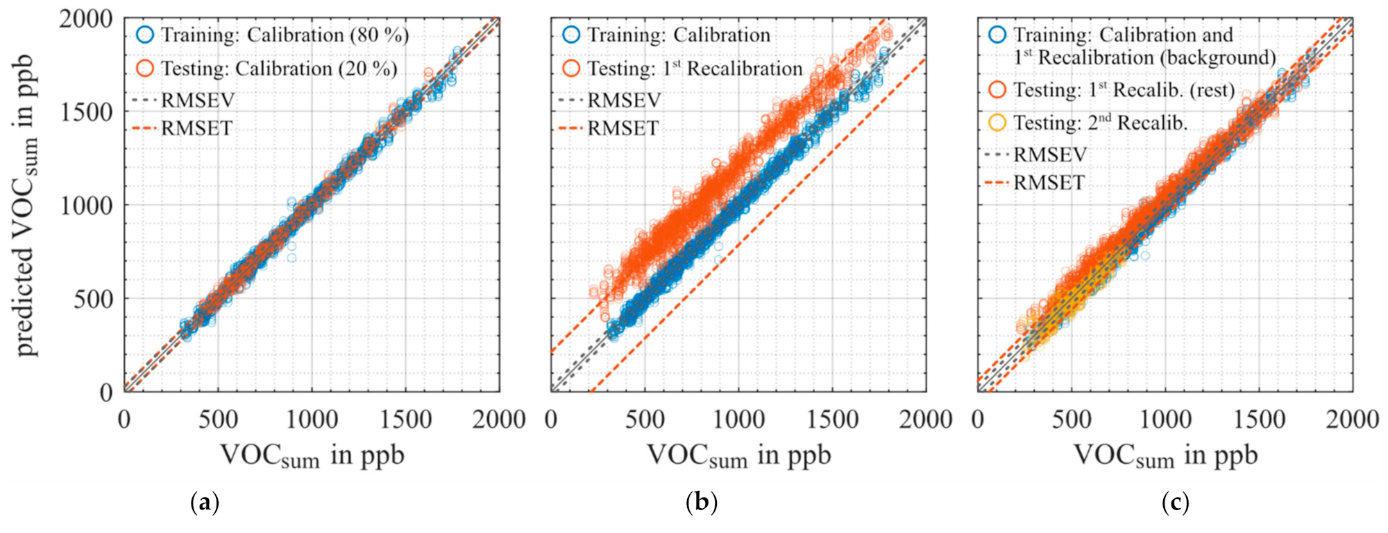 predicted VOCsum in ppb
2000
1500
1000
500
0
Training: Calibration (80 %)
Testing: Calibration (20 %)
RMSEV
RMSET
0 500 1000 1500 2000
VOCsum in ppb
(a)
Training: Calibration
Testing: 1st Recalibration
RMSEV
RMSET
0 500 1000 1500 2000
VOCsum in ppb
(b)
Training: Calibration and
1st Recalibration (background)
Testing: 1st Recalib. (rest)
Testing: 2nd Recalib.
RMSEV
RMSET
0 500 1000 1500 2000
VOCsum in ppb
(c)